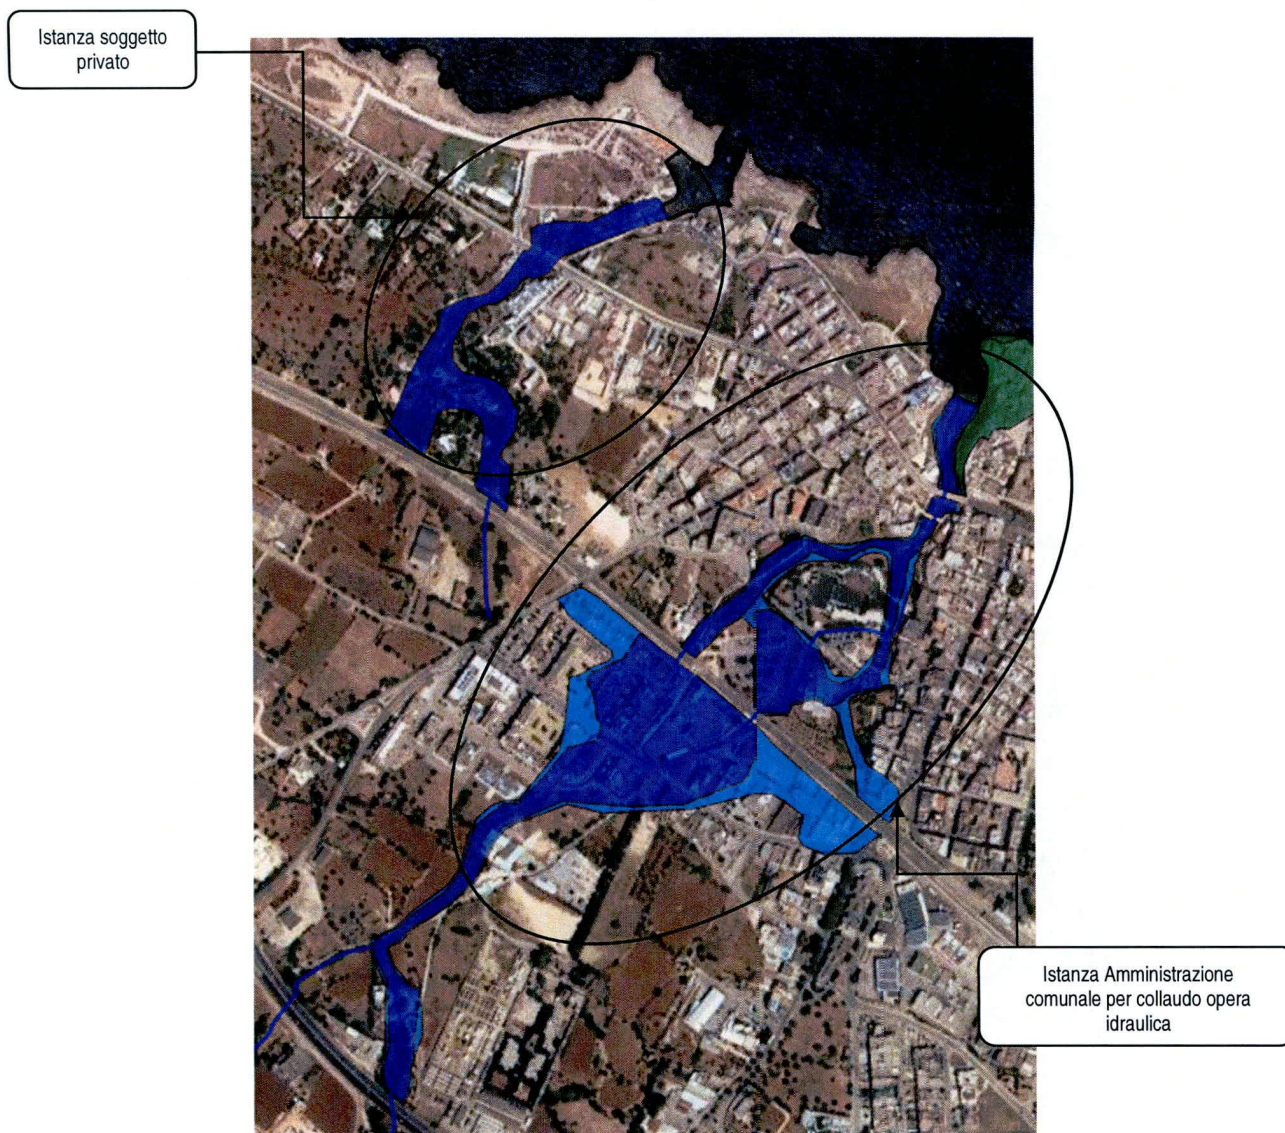 Istanza soggetto
privato
Istanza Amministrazione
comunale per collaudo opera
idraulica